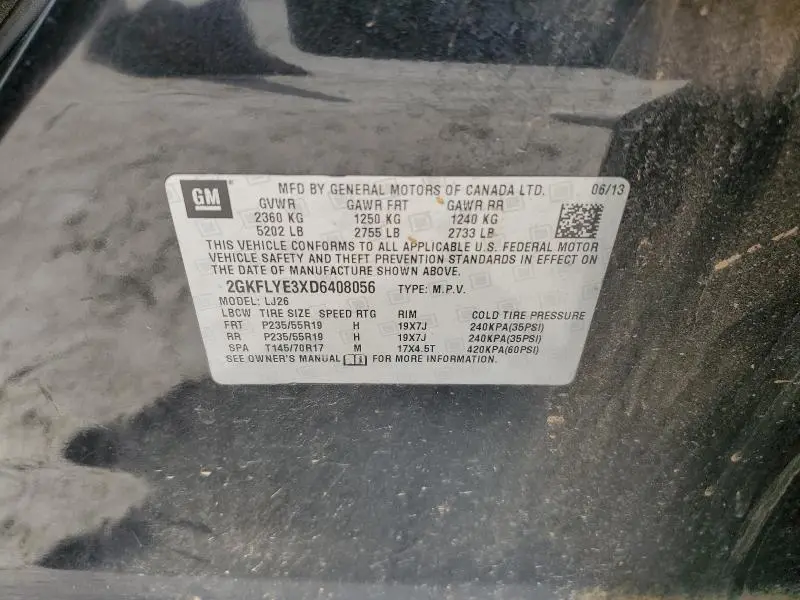 GM
MFD BY GENERAL MOTORS OF CANADA LTD. 06/13
GVWR GAWR FRT GAWR RR
2360 KG 1250 KG 1240 KG
5202 LB 2755 LB 2733 LB
THIS VEHICLE CONFORMS TO ALL APPLICABLE U.S. FEDERAL MOTOR
VEHICLE SAFETY AND THEFT PREVENTION STANDARDS IN EFFECT ON
THE DATE OF MANUFACTURE SHOWN ABOVE.
2GKFLYE3XD6408056 TYPE: M.P.V.
MODEL: LJ26
LBCW TIRE SIZE SPEED RTG RIM COLD TIRE PRESSURE
FRT P235/55R19 H 19X7J 240KPA(35PSI)
RR P235/55R19 H 19X7J 240KPA(35PSI)
SPA T145/70R17 M 17X4.5T 420KPA(60PSI)
SEE OWNER'S MANUAL FOR MORE INFORMATION.